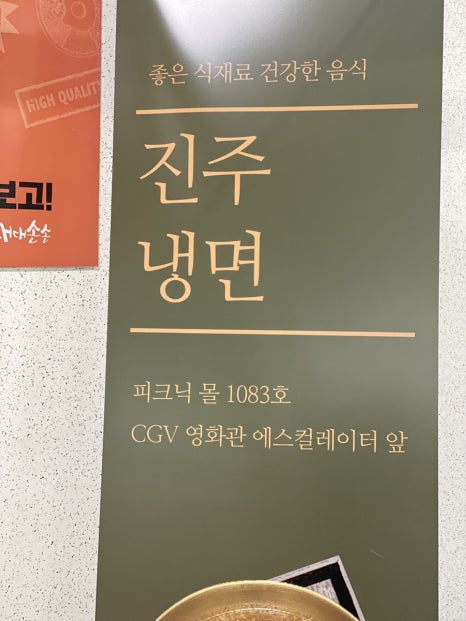 좋은 식재료 건강한 음식
진주
냉면
피크닉 몰 1083호
CGV 영화관 에스컬레이터 앞
HIGH QUALITY
보고!